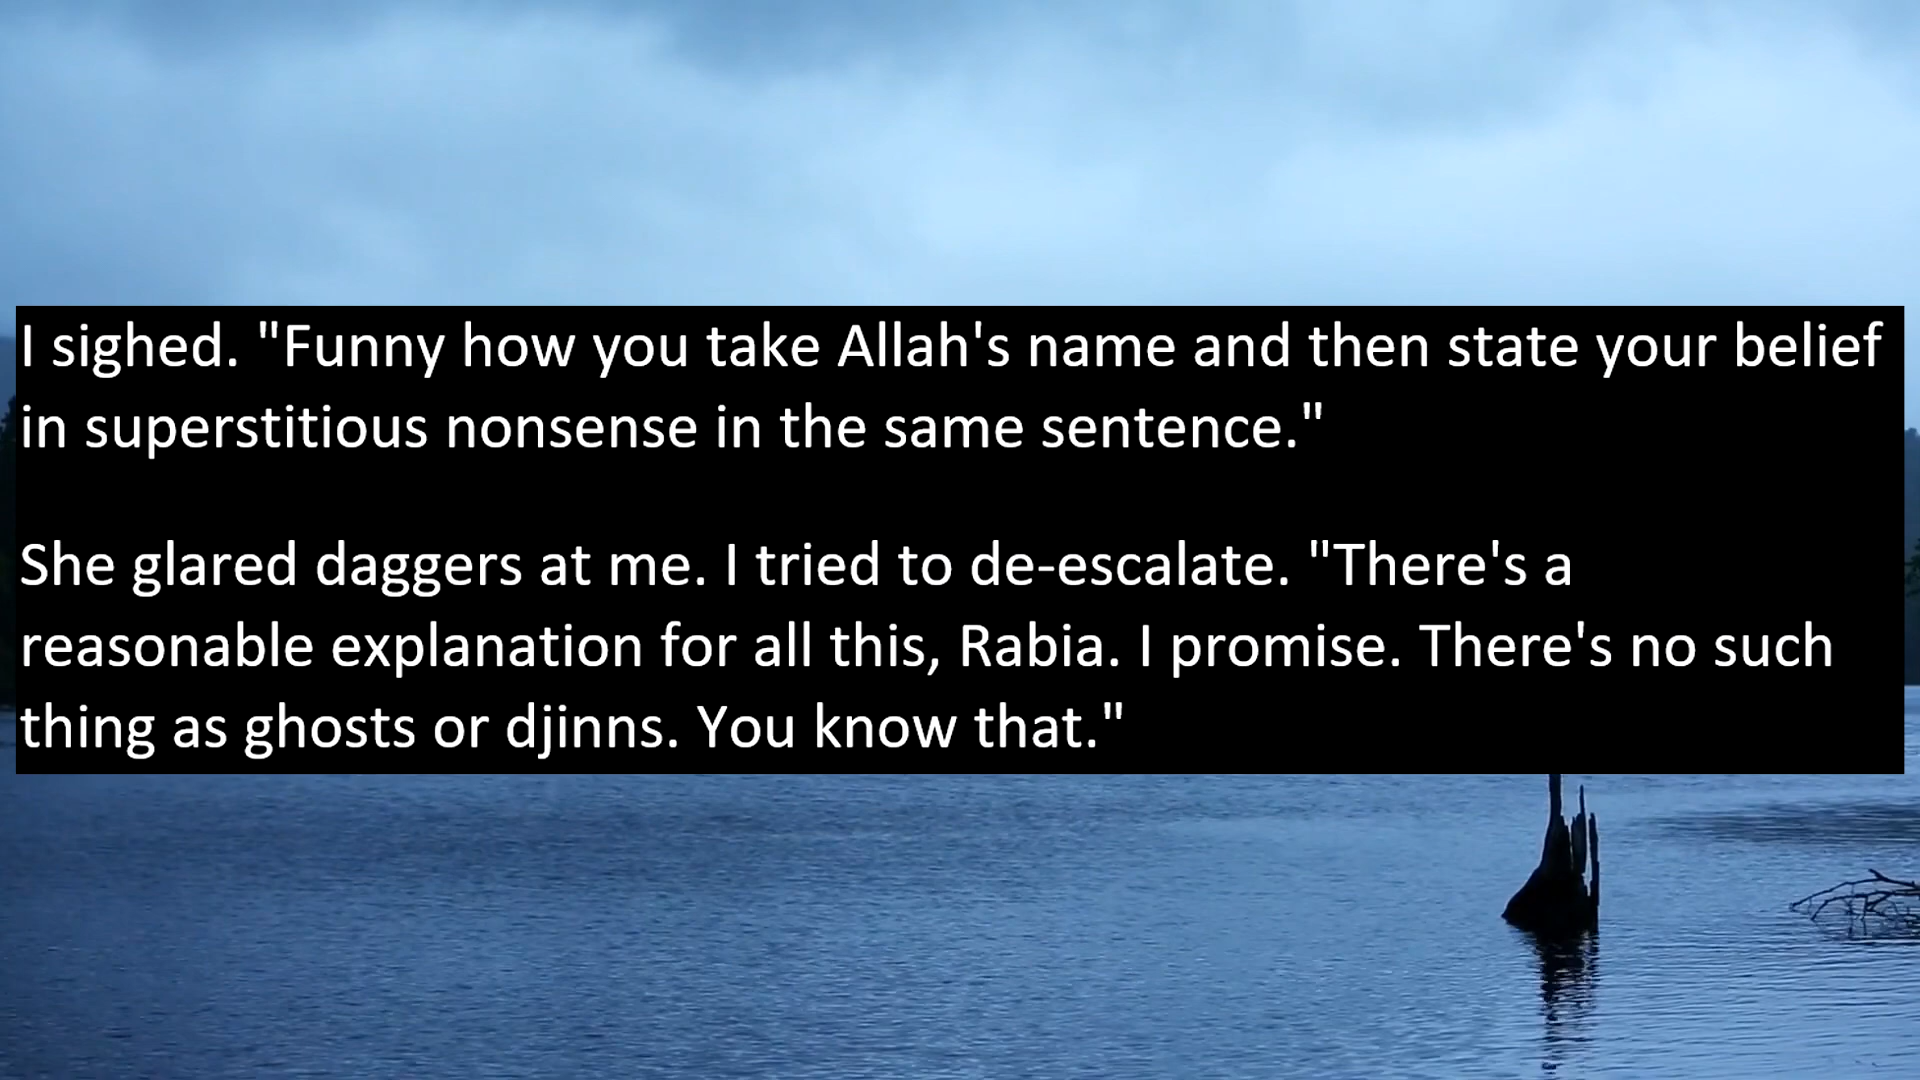 I sighed. "Funny how you take Allah's name and then state your belief
in superstitious nonsense in the same sentence."
She glared daggers at me. I tried to de-escalate. "There's a
reasonable explanation for all this, Rabia. I promise. There's no such
thing as ghosts or djinns. You know that."